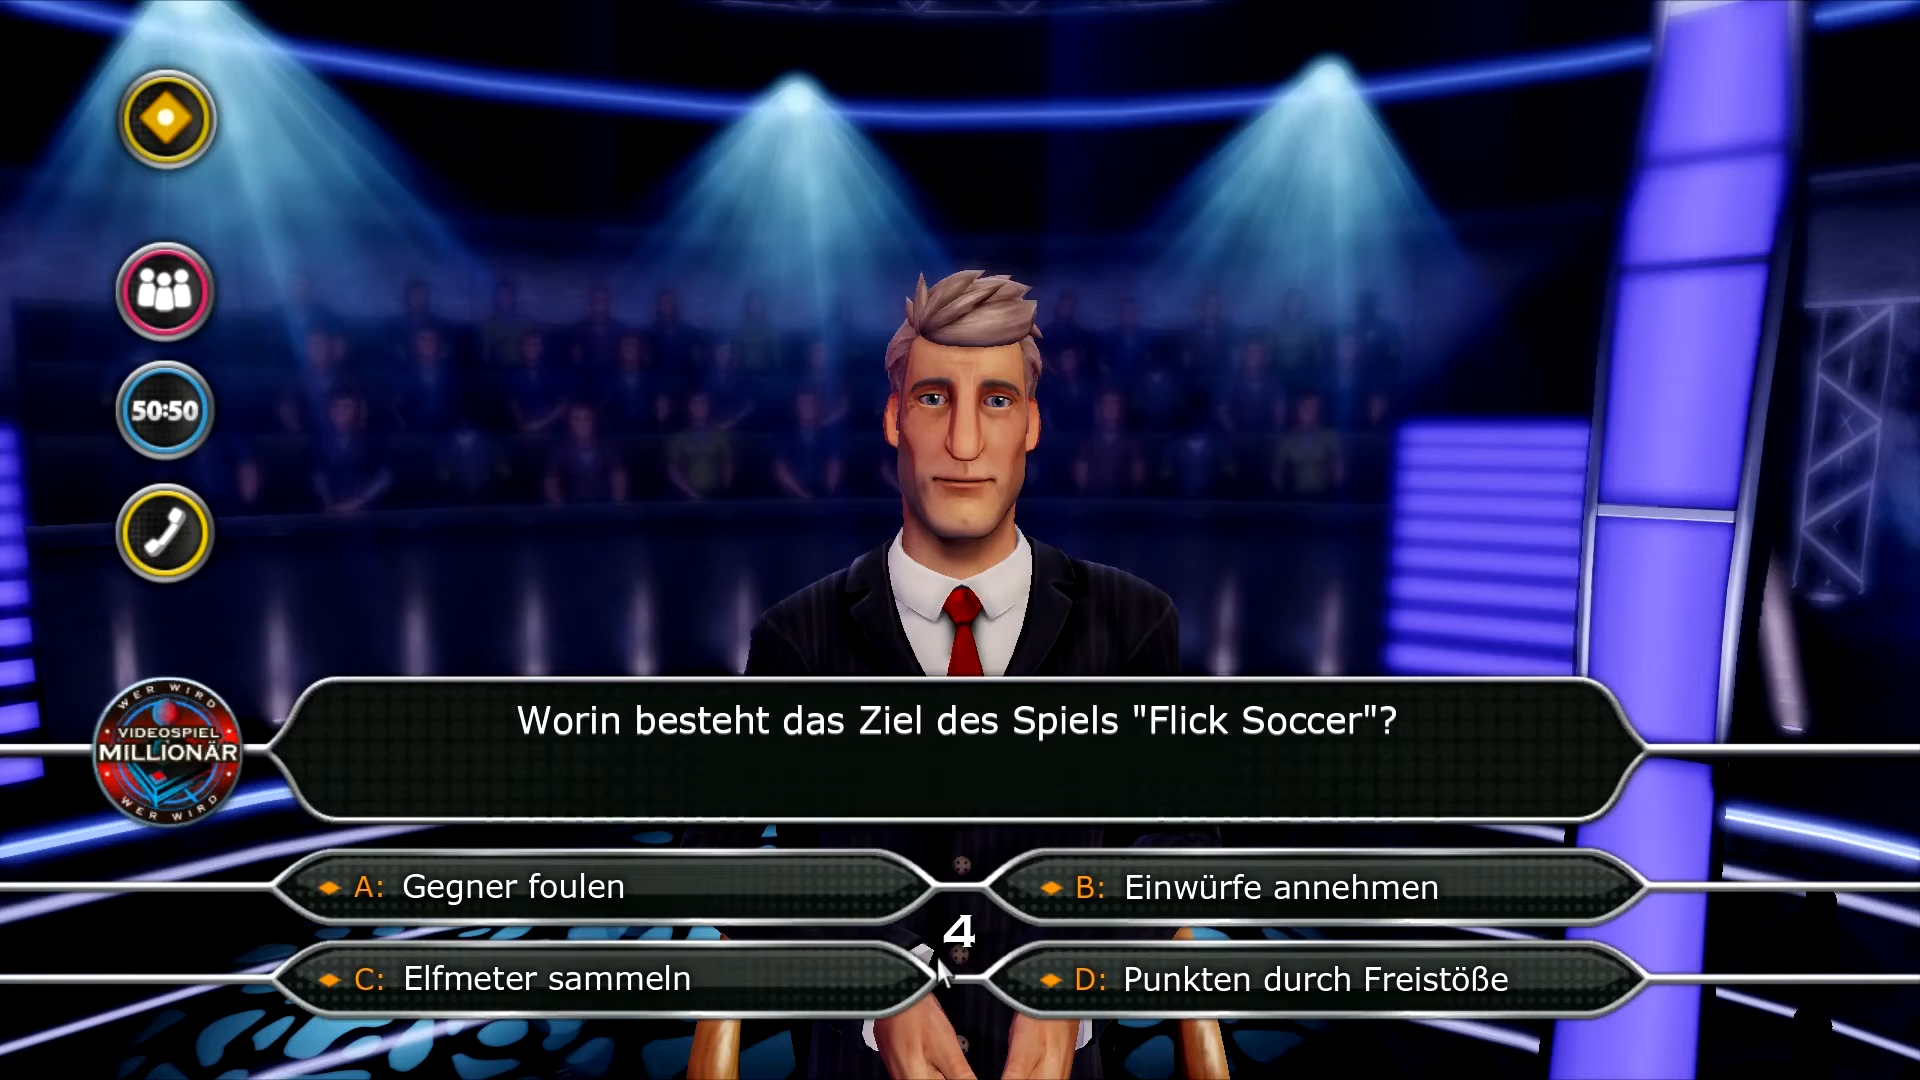 50:50
WER WIRD
VIDEOSPIEL
MILLIONÄR
WER WIRD
Worin besteht das Ziel des Spiels "Flick Soccer"?
A: Gegner foulen
B: Einwürfe annehmen
4
C: Elfmeter sammeln
D: Punkten durch Freistöße